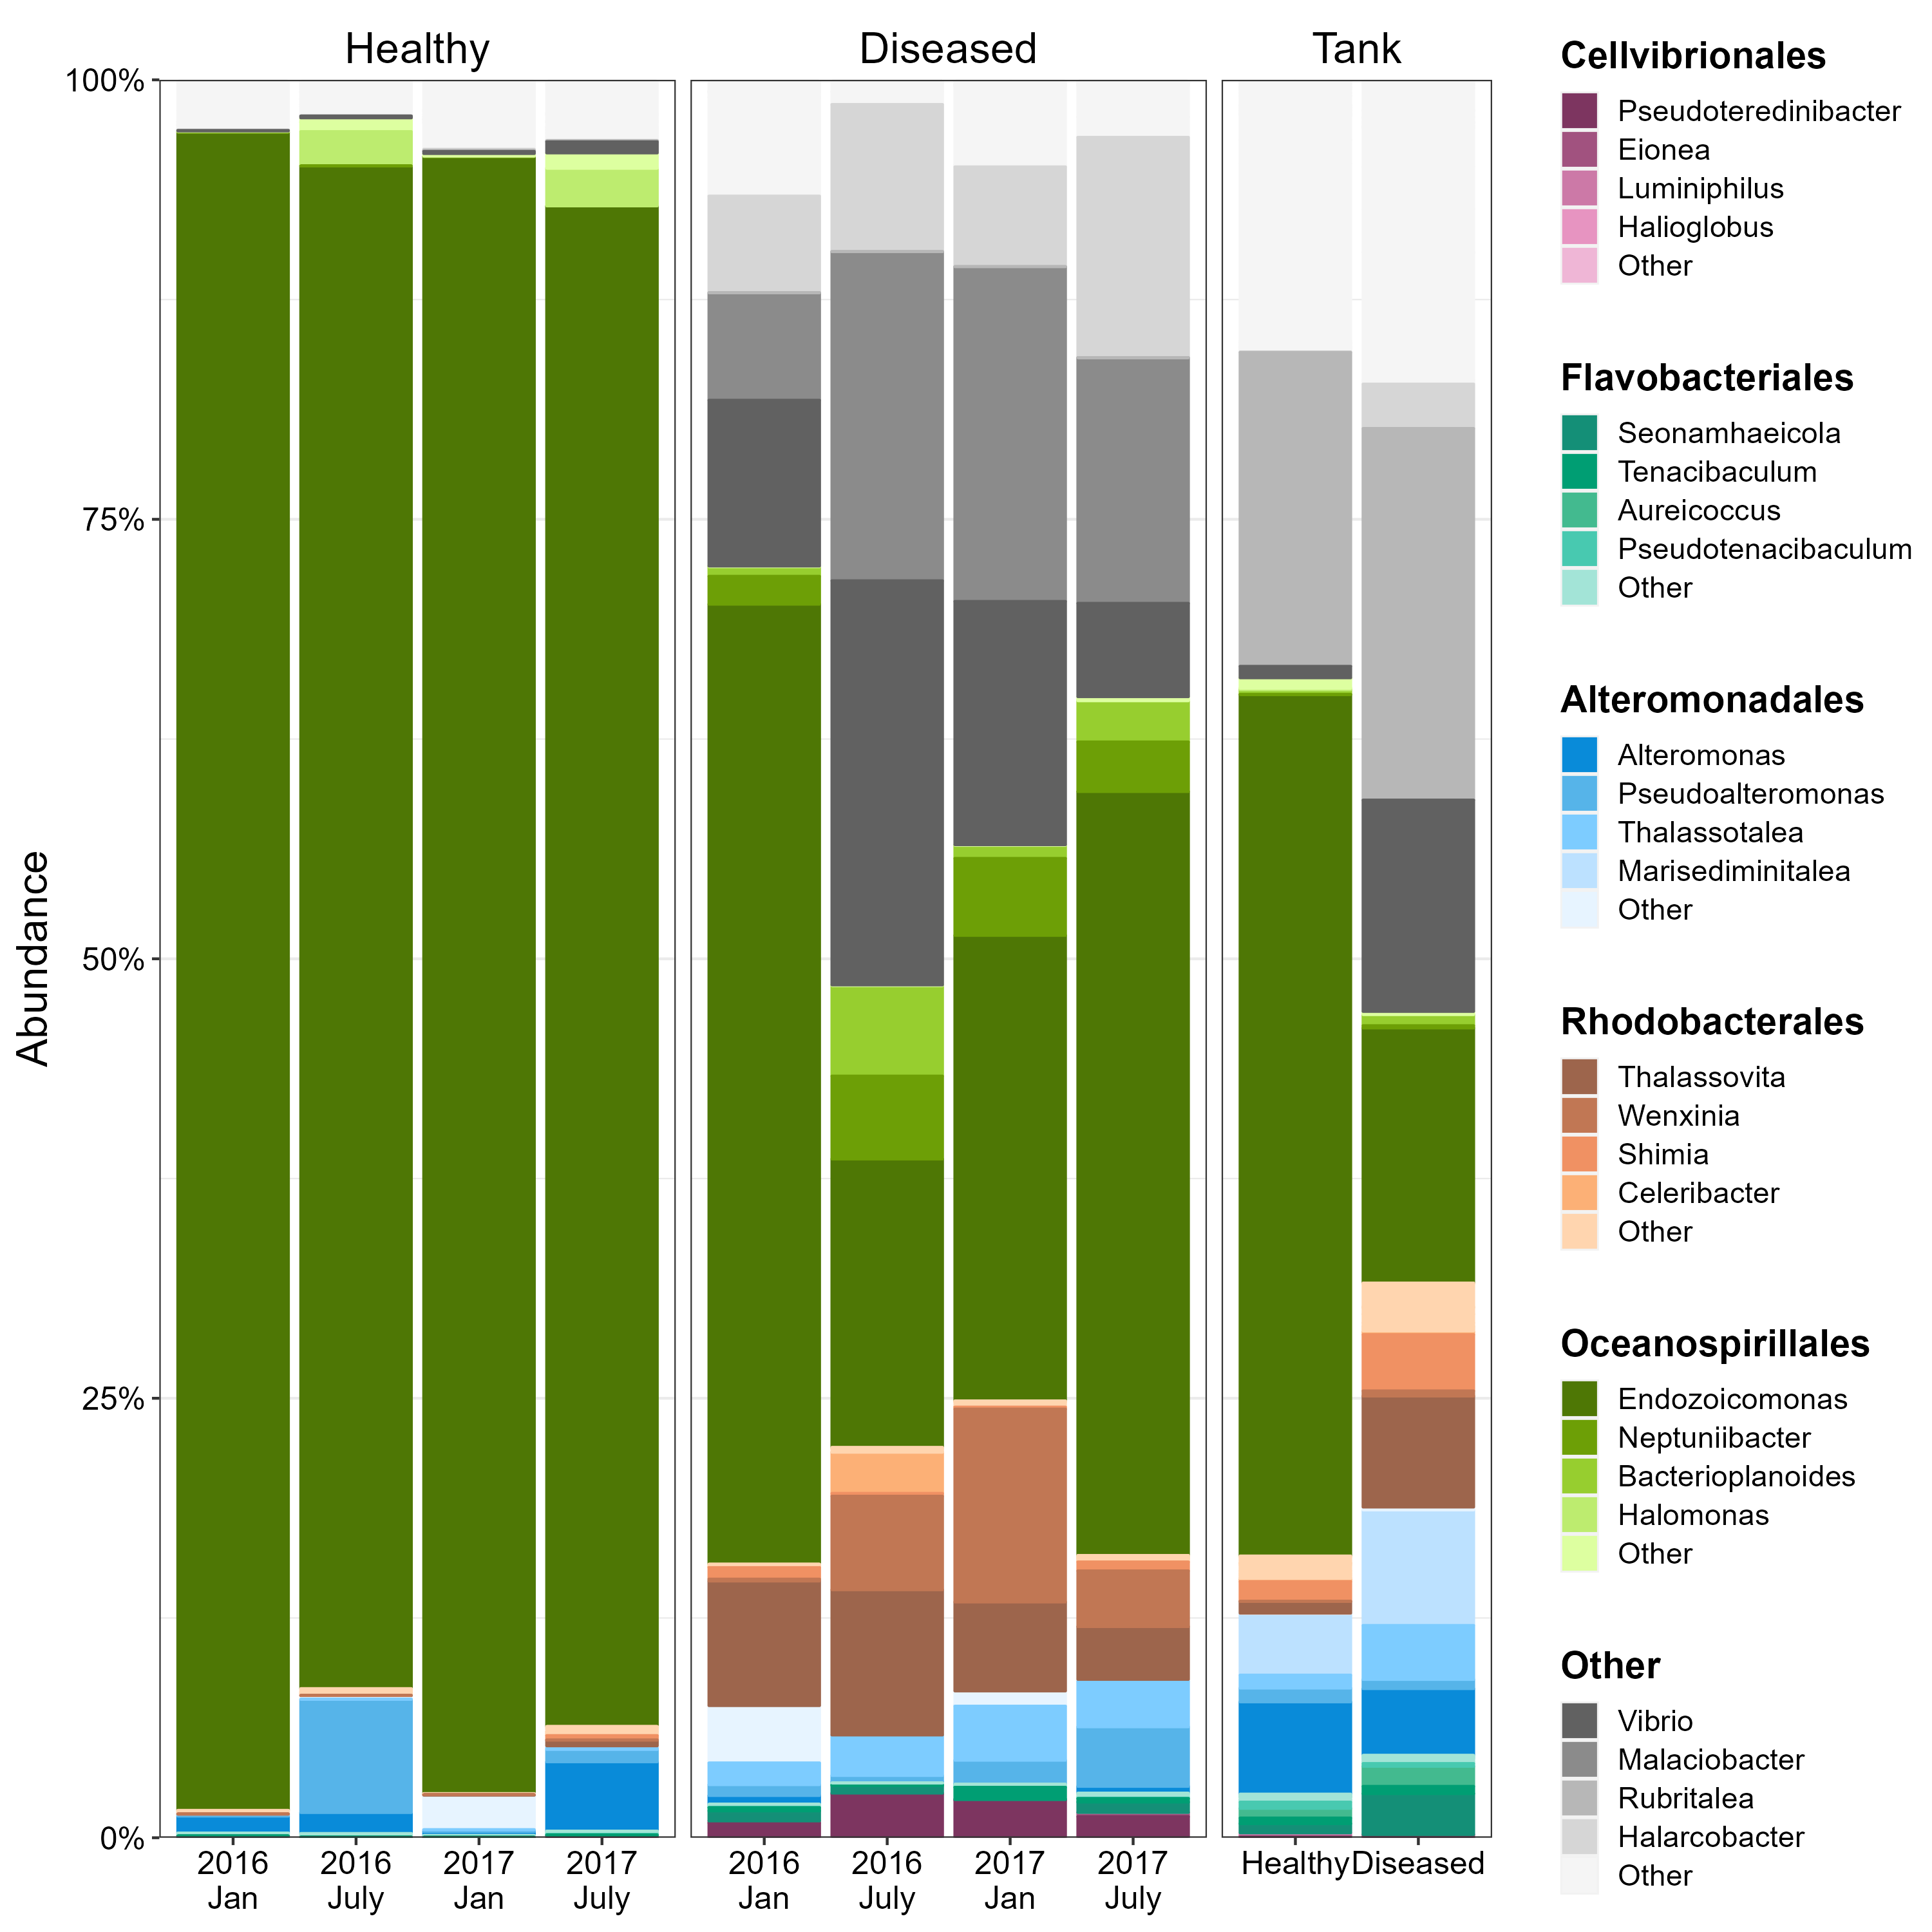 Healthy
Diseased
Tank
100%
75%
50%
25%
0%
Abundance
2016
Jan
2016
July
2017
Jan
2017
July
2016
Jan
2016
July
2017
Jan
2017
July
Healthy
Diseased
Cellvibrionales
Pseudoteredinibacter
Eionea
Luminiphilus
Halioglobus
Other
Flavobacteriales
Seonamhaeicola
Tenacibaculum
Aureicoccus
Pseudotenacibaculum
Other
Alteromonadales
Alteromonas
Pseudoalteromonas
Thalassotalea
Marisediminitalea
Other
Rhodobacterales
Thalassovita
Wenxinia
Shimia
Celeribacter
Other
Oceanospirillales
Endozoicomonas
Neptuniibacter
Bacterioplanoides
Halomonas
Other
Other
Vibrio
Malaciobacter
Rubritalea
Halarcobacter
Other